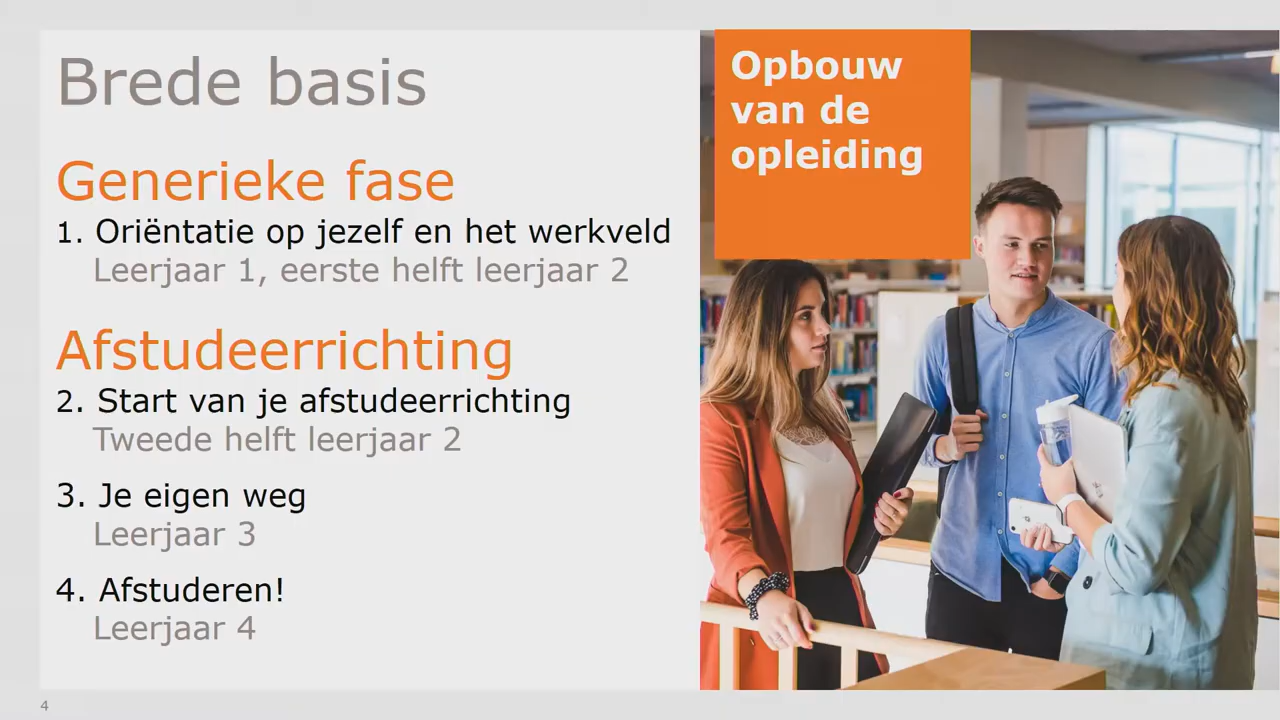 Brede basis
Generieke fase
1. Oriëntatie op jezelf en het werkveld
Leerjaar 1, eerste helft leerjaar 2
Afstudeerrichting
2. Start van je afstudeerrichting
Tweede helft leerjaar 2
3. Je eigen weg
Leerjaar 3
4. Afstuderen!
Leerjaar 4
Opbouw
van de
opleiding
4